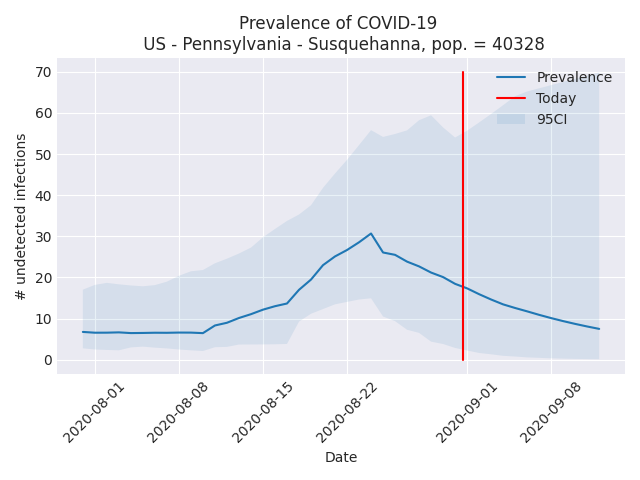 Prevalence of COVID-19
US - Pennsylvania - Susquehanna, pop. = 40328
70
60
50
40
30
20
10
0
# undetected infections
Prevalence
Today
95CI
2020-08-01
2020-08-08
2020-08-15
2020-08-22
2020-09-01
2020-09-08
Date